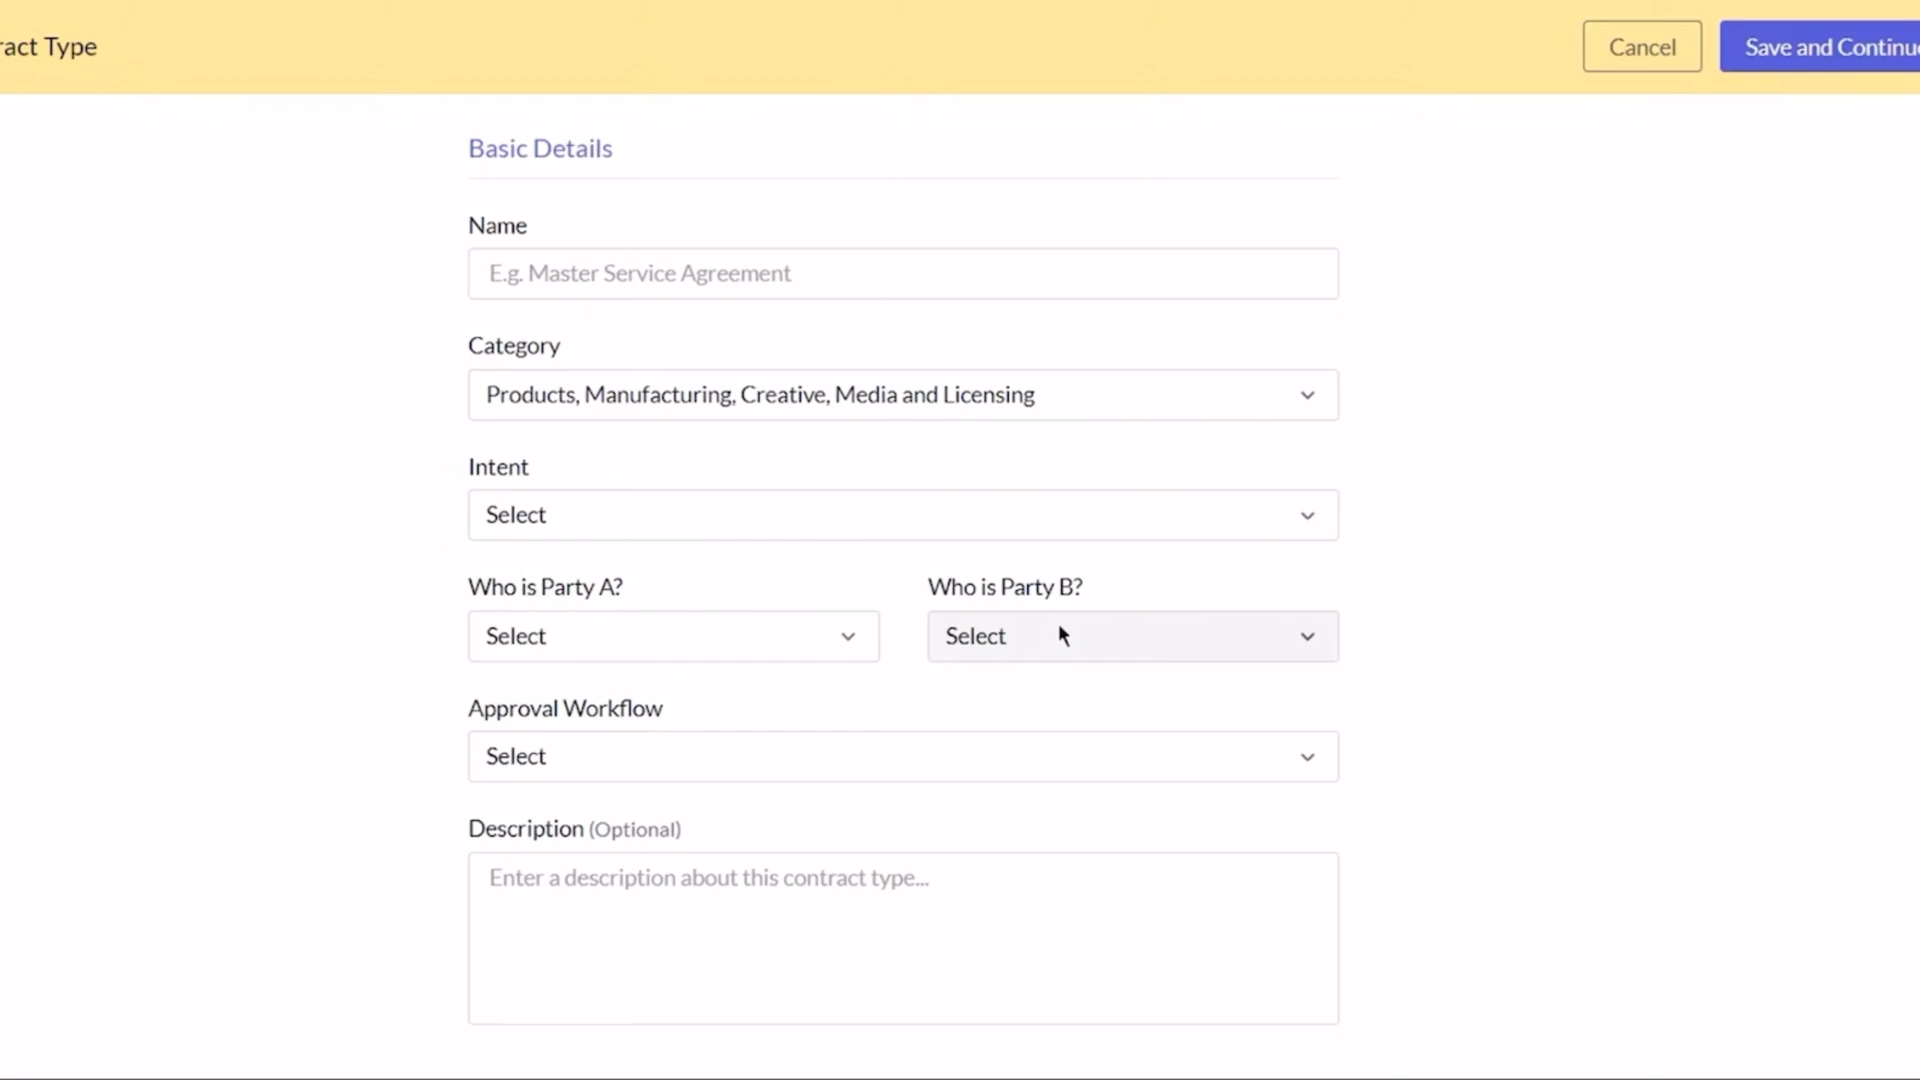 ract Type
Cancel
Save and Continu
Basic Details
Name
E.g. Master Service Agreement
Category
Products, Manufacturing, Creative, Media and Licensing
Intent
Select
Who is Party A?
Who is Party B?
Select
Select
Approval Workflow
Select
Description (Optional)
Enter a description about this contract type...